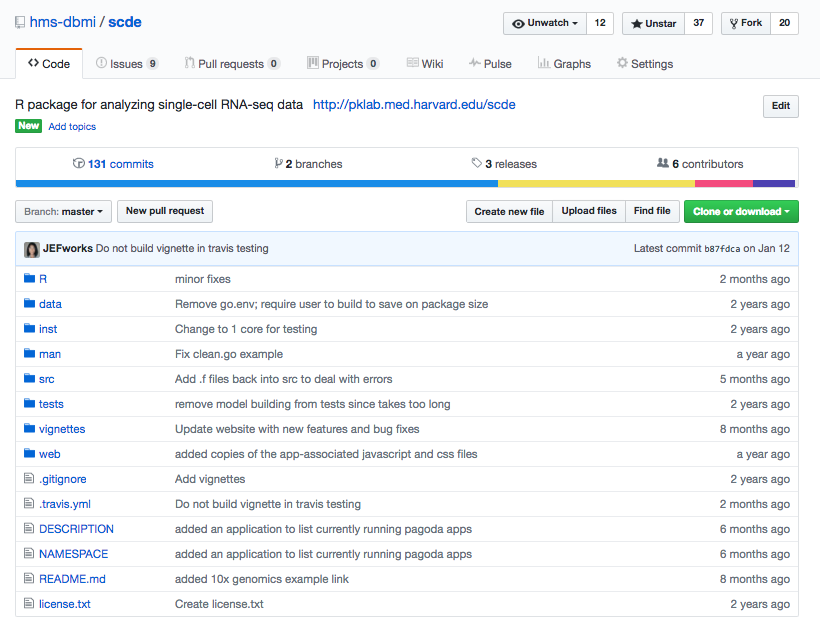 hms-dbmi / scde Unwatch 12 Unstar 37 Fork 20
Code Issues 9 Pull requests 0 Projects 0 Wiki Pulse Graphs Settings
R package for analyzing single-cell RNA-seq data http://pklab.med.harvard.edu/scde Edit
New Add topics
131 commits 2 branches 3 releases 6 contributors
Branch: master New pull request Create new file Upload files Find file Clone or download
JEFworks Do not build vignette in travis testing Latest commit b87fdca on Jan 12
R minor fixes 2 months ago
data Remove go.env; require user to build to save on package size 2 years ago
inst Change to 1 core for testing 2 years ago
man Fix clean.go example a year ago
src Add .f files back into src to deal with errors 5 months ago
tests remove model building from tests since takes too long 2 years ago
vignettes Update website with new features and bug fixes 8 months ago
web added copies of the app-associated javascript and css files a year ago
.gitignore Add vignettes 2 years ago
.travis.yml Do not build vignette in travis testing 2 months ago
DESCRIPTION added an application to list currently running pagoda apps 6 months ago
NAMESPACE added an application to list currently running pagoda apps 6 months ago
README.md added 10x genomics example link 8 months ago
license.txt Create license.txt 2 years ago